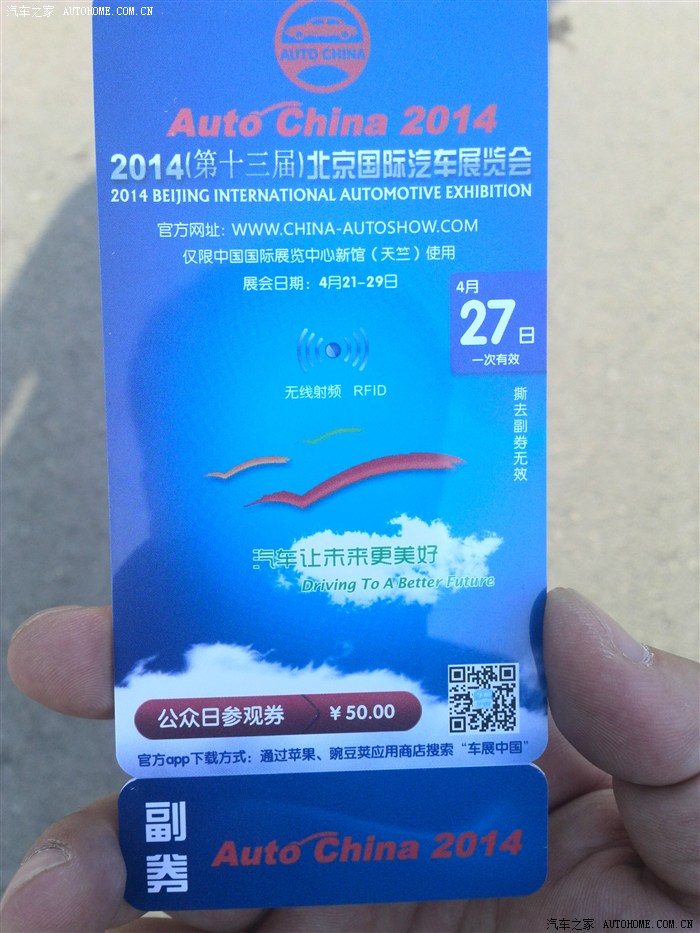 汽车之家 AUTOHOME.COM.CN
AUTO CHINA
Auto China 2014
2014(第十三届)北京国际汽车展览会
2014 BEIJING INTERNATIONAL AUTOMOTIVE EXHIBITION
官方网址: WWW.CHINA-AUTOSHOW.COM
仅限中国国际展览中心新馆（天竺）使用
展会日期：4月21-29日
4月
27日
一次有效
无线射频 RFID
撕去副券无效
汽车让未来更美好
Driving To A Better Future
公众日参观券 ￥50.00
官方app下载方式：通过苹果、豌豆荚应用商店搜索“车展中国”
副券
Auto China 2014
汽车之家 AUTOHOME.COM.CN